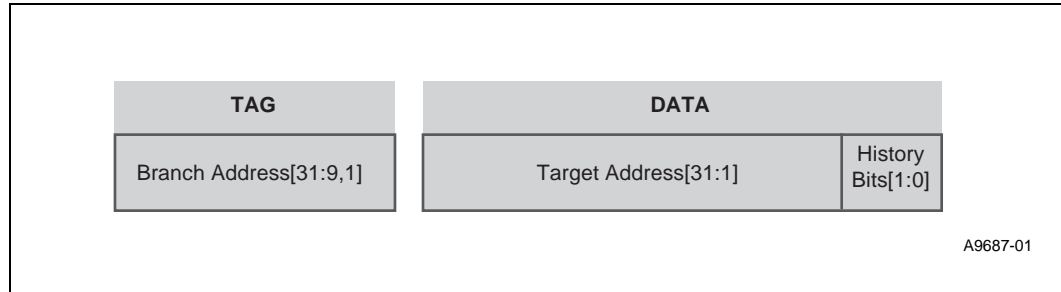 TAG
DATA
Branch Address[31:9,1]
Target Address[31:1]
History
Bits[1:0]
A9687-01